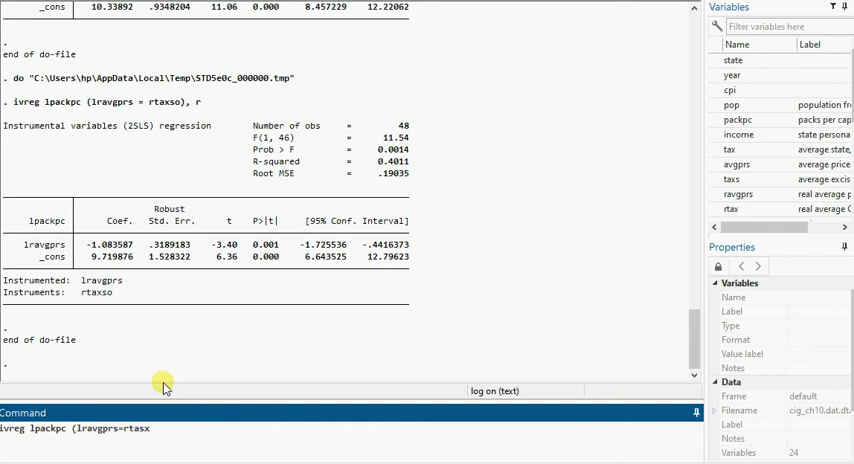 _cons 10.33892 .9348204 11.06 0.000 8.457229 12.22062
.
end of do-file
. do "C:\Users\hp\AppData\Local\Temp\STD5e0c_000000.tmp"
. ivreg lpackpc (lravgprs = rtaxso), r
Instrumental variables (2SLS) regression Number of obs = 48
F(1, 46) = 11.54
Prob > F = 0.0014
R-squared = 0.4011
Root MSE = .19035
Robust
lpackpc Coef. Std. Err. t P>|t| [95% Conf. Interval]
lravgprs -1.083587 .3189183 -3.40 0.001 -1.725536 -.4416373
_cons 9.719876 1.528322 6.36 0.000 6.643525 12.79623
Instrumented: lravgprs
Instruments: rtaxso
.
end of do-file
.
log on (text)
Command
ivreg lpackpc (lravgprs=rtasx
Variables
Filter variables here
Name Label
state
year
cpi
pop population fr
packpc packs per cap
income state persona
tax average state,
avgprs average price
taxs average excis
ravgprs real average p
rtax real average C
Properties
Variables
Name
Label
Type
Format
Value label
Notes
Data
Frame default
Filename cig_ch10.dat.dt
Label
Notes
Variables 24